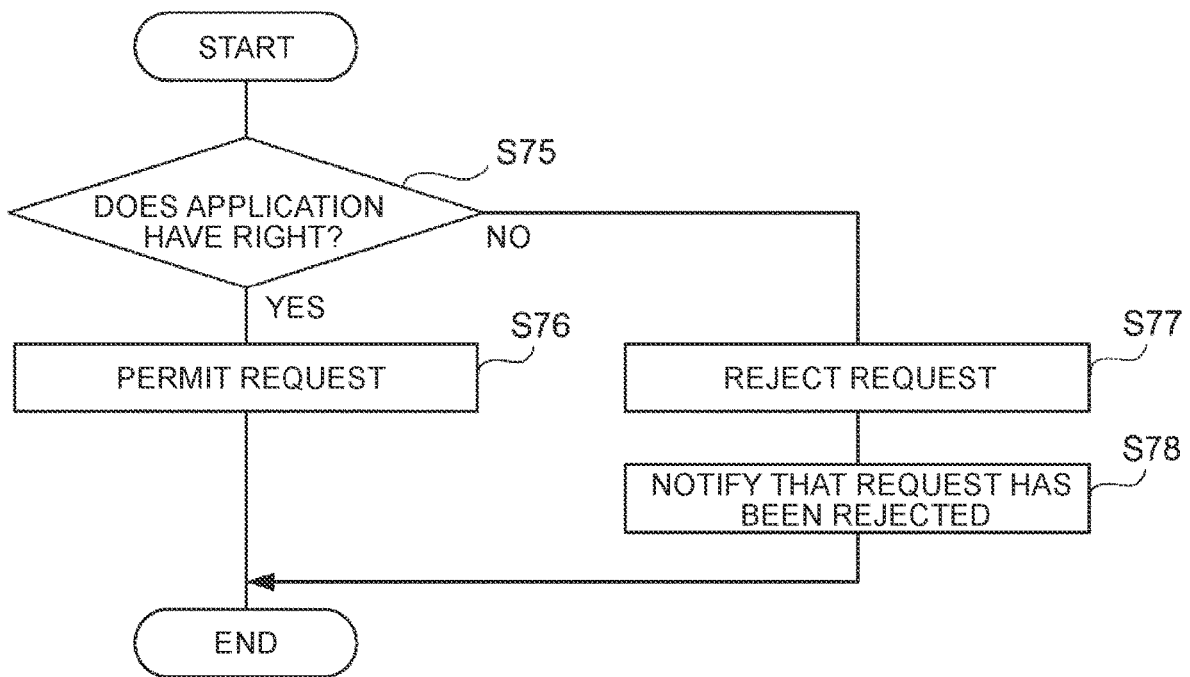 START
S75
DOES APPLICATION
HAVE RIGHT?
NO
YES
S76
PERMIT REQUEST
S77
REJECT REQUEST
S78
NOTIFY THAT REQUEST HAS
BEEN REJECTED
END